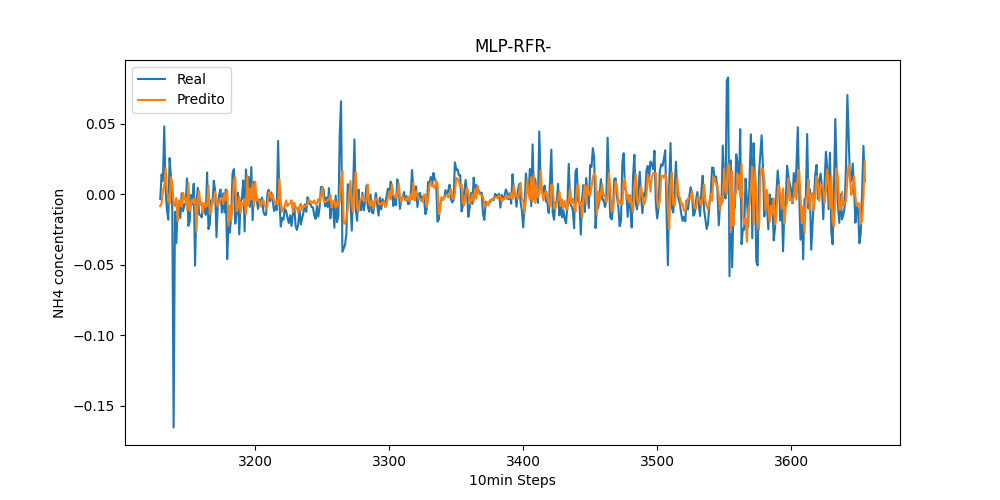 MLP-RFR-
Real
Predito
0.05
0.00
−0.05
−0.10
−0.15
NH4 concentration
3200 3300 3400 3500 3600
10min Steps